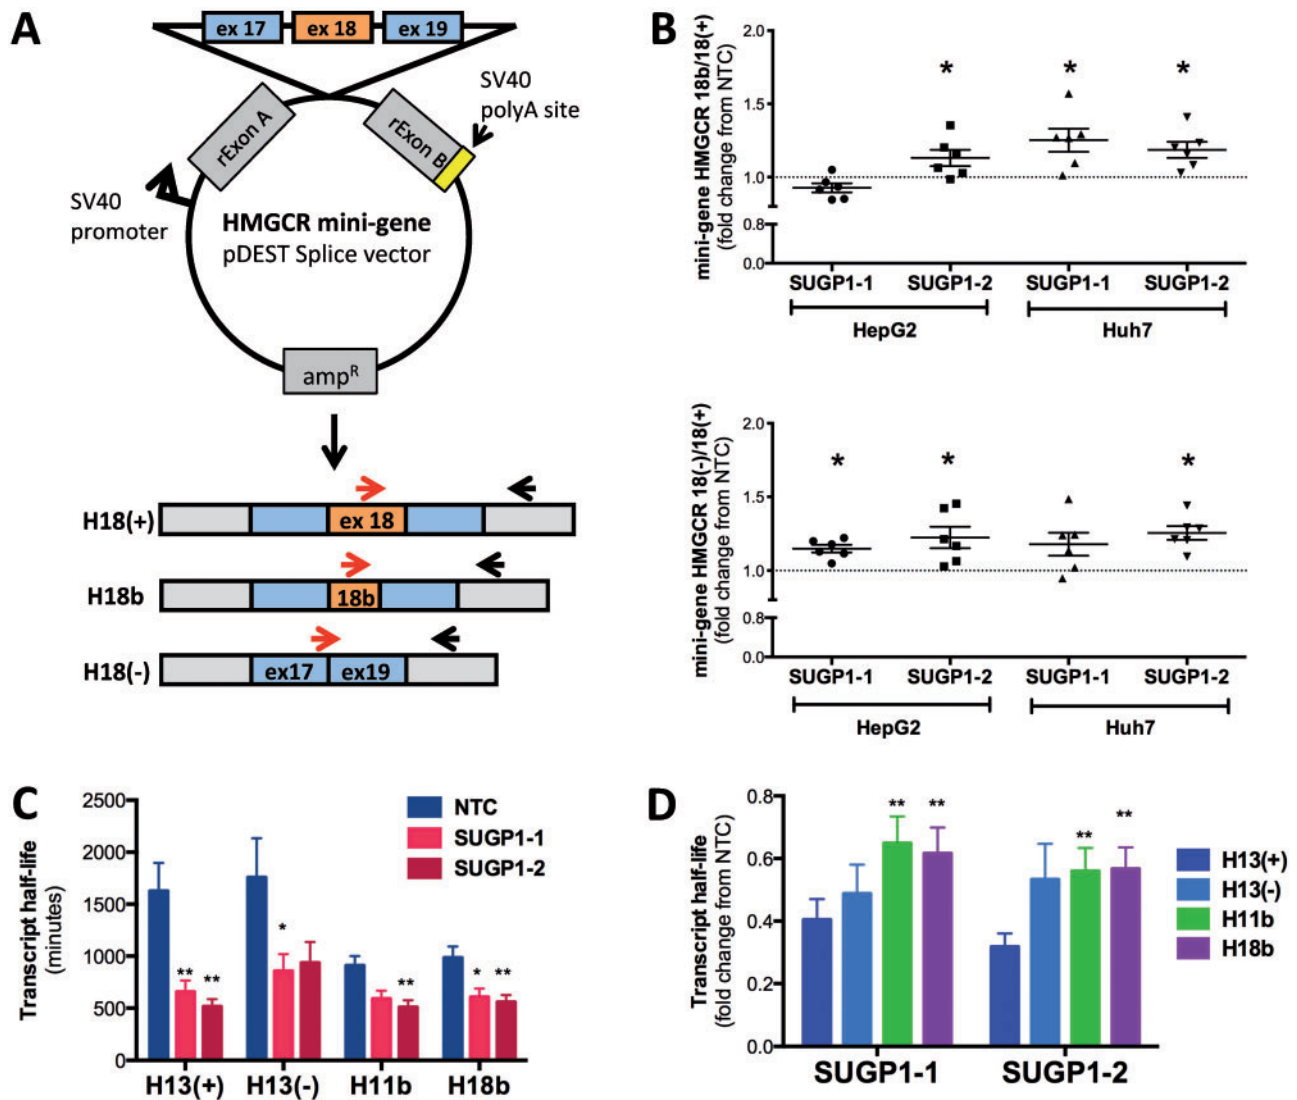 A
ex 17 ex 18 ex 19
SV40
polyA site
rExon A
rExon B
SV40
promoter
HMGCR mini-gene
pDEST Splice vector
ampR
H18(+)
ex 18
H18b
18b
H18(-)
ex17 ex19
B
mini-gene HMGCR 18b/18(+)
(fold change from NTC)
2.0
1.5
1.0
0.8
0.0
* * *
SUGP1-1 SUGP1-2 SUGP1-1 SUGP1-2
HepG2 Huh7
mini-gene HMGCR 18(-)/18(+)
(fold change from NTC)
2.0
1.5
1.0
0.8
0.0
* * *
SUGP1-1 SUGP1-2 SUGP1-1 SUGP1-2
HepG2 Huh7
C
Transcript half-life
(minutes)
2500
2000
1500
1000
500
0
NTC
SUGP1-1
SUGP1-2
** ** * ** * **
H13(+) H13(-) H11b H18b
D
Transcript half-life
(fold change from NTC)
0.8
0.6
0.4
0.2
0.0
** ** ** **
H13(+)
H13(-)
H11b
H18b
SUGP1-1 SUGP1-2